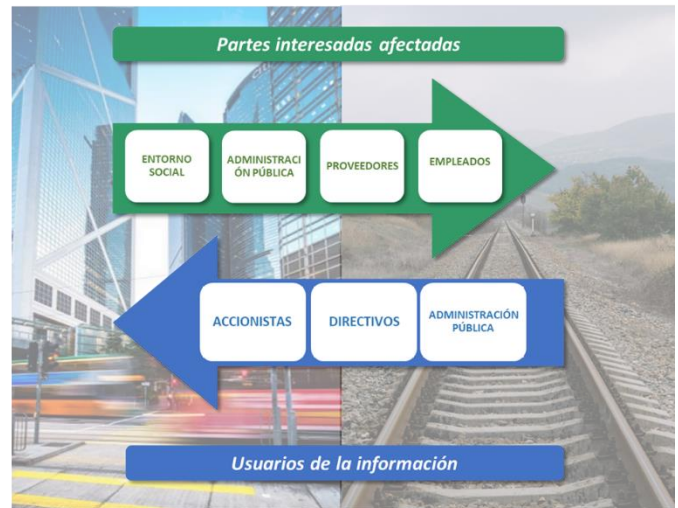 Partes interesadas afectadas
ENTORNO
SOCIAL
ADMINISTRACI
ÓN PÚBLICA
PROVEEDORES
EMPLEADOS
ACCIONISTAS
DIRECTIVOS
ADMINISTRACIÓN
PÚBLICA
Usuarios de la información